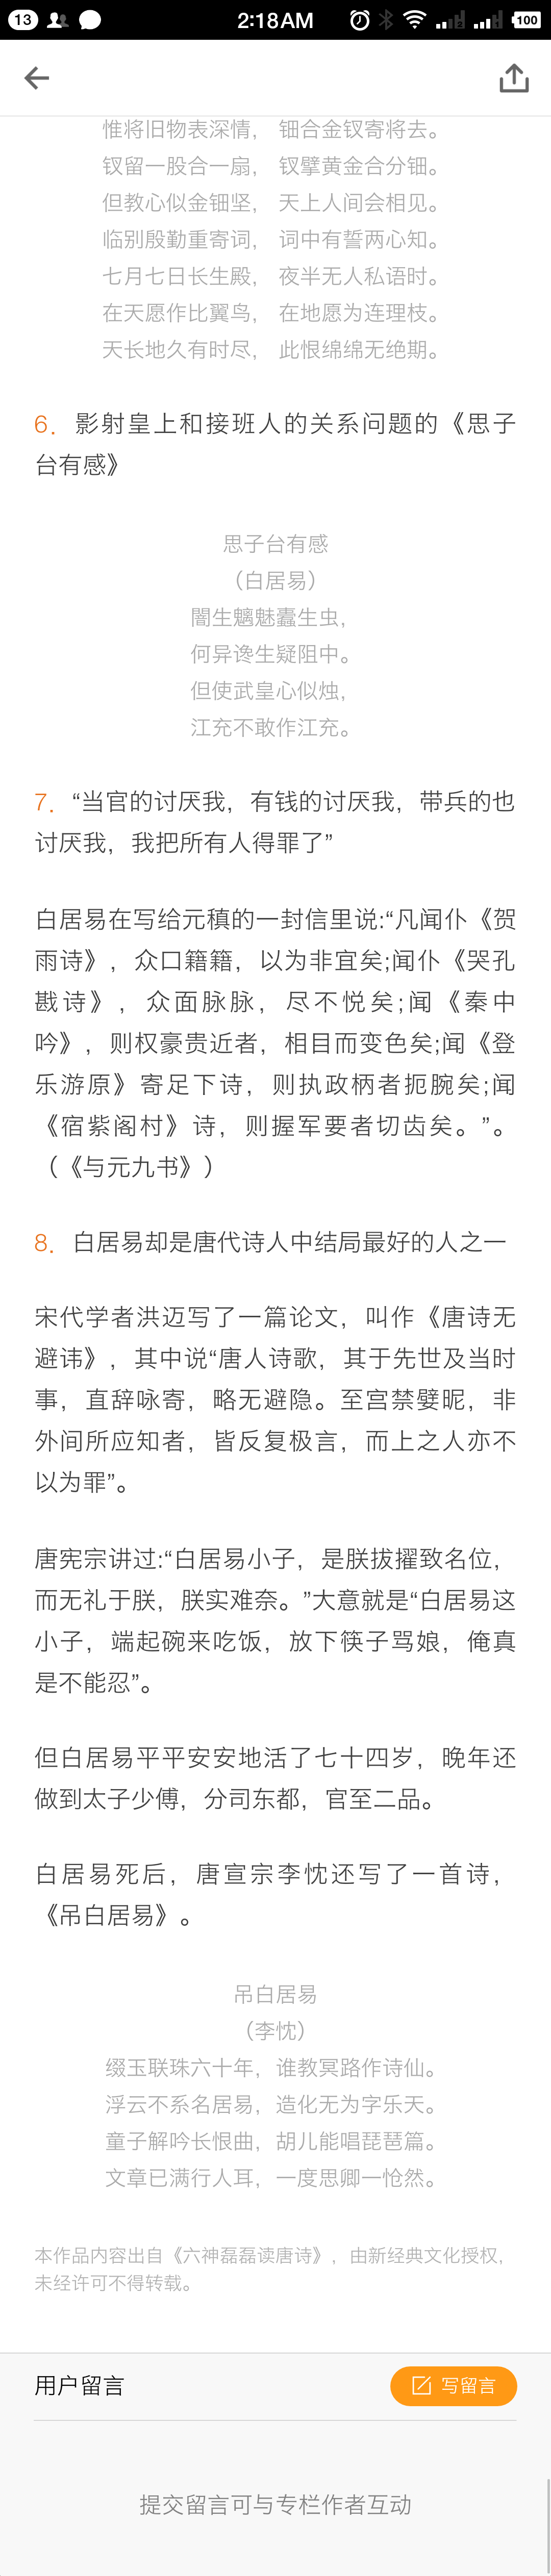 13
2:18AM
100
惟将旧物表深情， 钿合金钗寄将去。
钗留一股合一扇， 钗擘黄金合分钿。
但教心似金钿坚， 天上人间会相见。
临别殷勤重寄词， 词中有誓两心知。
七月七日长生殿， 夜半无人私语时。
在天愿作比翼鸟， 在地愿为连理枝。
天长地久有时尽， 此恨绵绵无绝期。
6. 影射皇上和接班人的关系问题的《思子
台有感》
思子台有感
（白居易）
闇生魑魅蠹生虫，
何异谗生疑阻中。
但使武皇心似烛，
江充不敢作江充。
7. “当官的讨厌我，有钱的讨厌我，带兵的也
讨厌我，我把所有人得罪了”
白居易在写给元稹的一封信里说:“凡闻仆《贺
雨诗》，众口籍籍，以为非宜矣;闻仆《哭孔
戡诗》，众面脉脉，尽不悦矣;闻《秦中
吟》，则权豪贵近者，相目而变色矣;闻《登
乐游原》寄足下诗，则执政柄者扼腕矣;闻
《宿紫阁村》诗，则握军要者切齿矣。”。
（《与元九书》）
8. 白居易却是唐代诗人中结局最好的人之一
宋代学者洪迈写了一篇论文，叫作《唐诗无
避讳》，其中说“唐人诗歌，其于先世及当时
事，直辞咏寄，略无避隐。至宫禁嬖昵，非
外间所应知者，皆反复极言，而上之人亦不
以为罪”。
唐宪宗讲过:“白居易小子，是朕拔擢致名位，
而无礼于朕，朕实难奈。”大意就是“白居易这
小子，端起碗来吃饭，放下筷子骂娘，俺真
是不能忍”。
但白居易平平安安地活了七十四岁，晚年还
做到太子少傅，分司东都，官至二品。
白居易死后，唐宣宗李忱还写了一首诗，
《吊白居易》。
吊白居易
（李忱）
缀玉联珠六十年，谁教冥路作诗仙。
浮云不系名居易，造化无为字乐天。
童子解吟长恨曲，胡儿能唱琵琶篇。
文章已满行人耳，一度思卿一怆然。
本作品内容出自《六神磊磊读唐诗》，由新经典文化授权，
未经许可不得转载。
用户留言
写留言
提交留言可与专栏作者互动